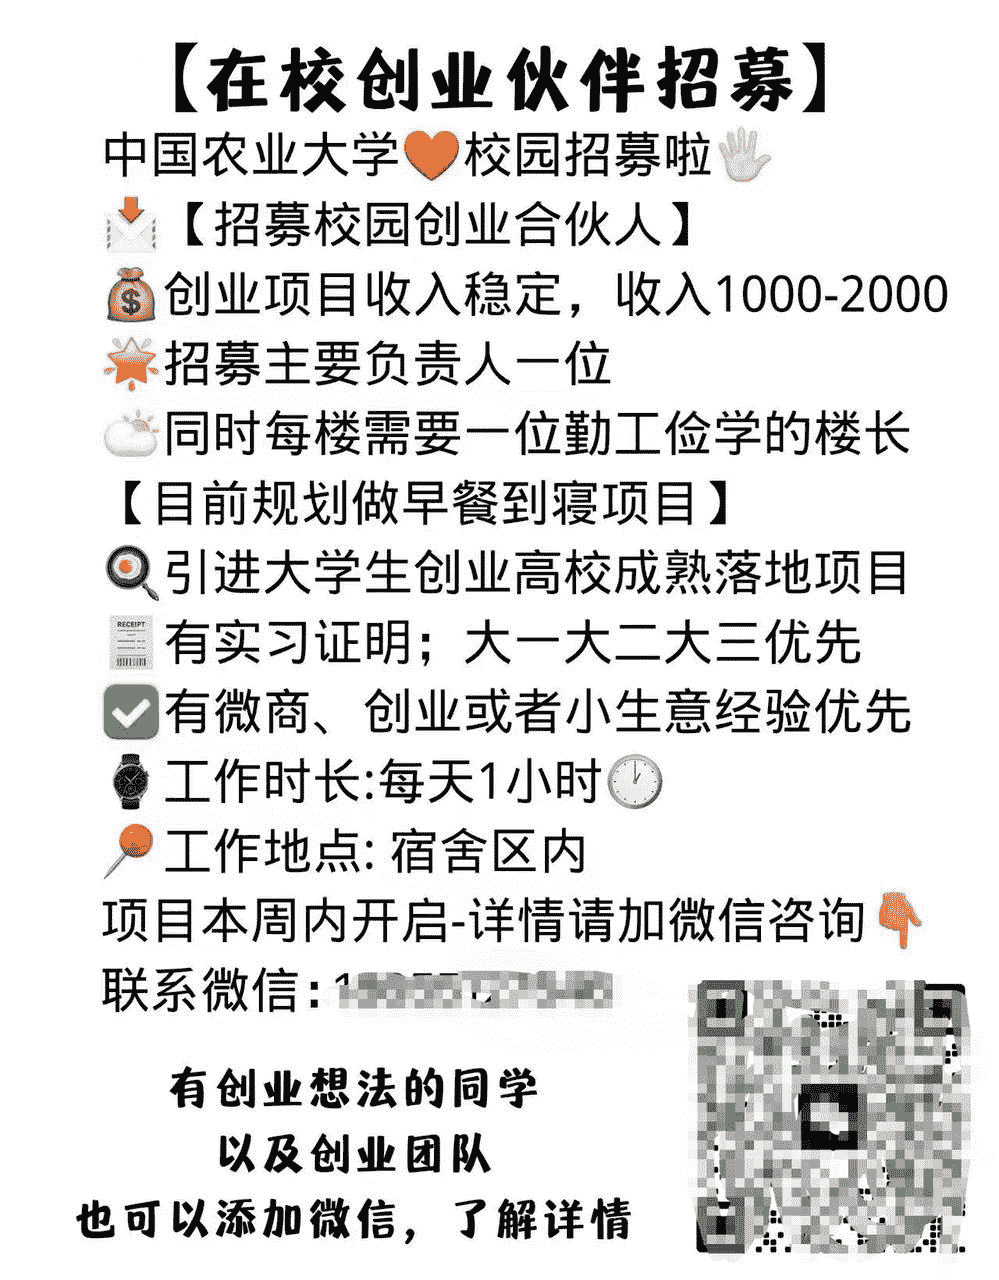 【在校创业伙伴招募】
中国农业大学🧡校园招募啦🖐
📩【招募校园创业合伙人】
💰创业项目收入稳定，收入1000-2000
🌟招募主要负责人一位
🌥同时每楼需要一位勤工俭学的楼长
【目前规划做早餐到寝项目】
🍳引进大学生创业高校成熟落地项目
🧾有实习证明；大一大二大三优先
✅有微商、创业或者小生意经验优先
⌚工作时长:每天1小时🕐
📍工作地点: 宿舍区内
项目本周内开启-详情请加微信咨询👇
联系微信:
有创业想法的同学
以及创业团队
也可以添加微信，了解详情